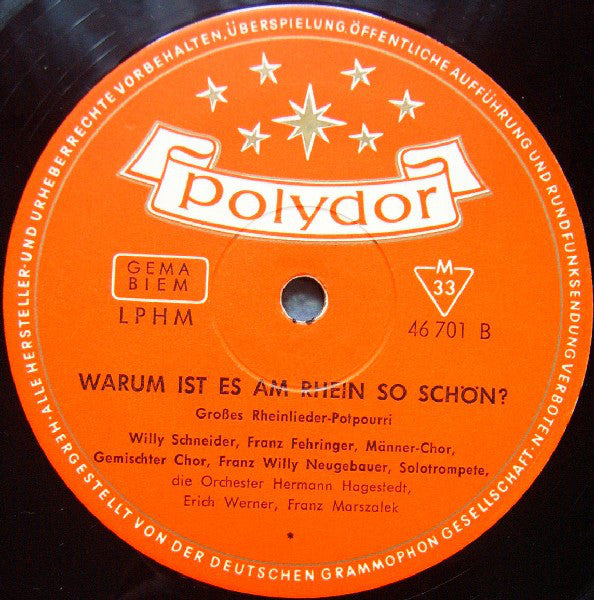 ALLE HERSTELLER- UND URHEBERRECHTE VORBEHALTEN, ÜBERSPIELUNG, ÖFFENTLICHE AUFFÜHRUNG UND RUNDFUNKSENDUNG VERBOTEN.
polydor
GEMA
BIEM
LPHM
M
33
46 701 B
WARUM IST ES AM RHEIN SO SCHÖN?
Großes Rheinlieder-Potpourri
Willy Schneider, Franz Fehringer, Männer-Chor,
Gemischter Chor, Franz Willy Neugebauer, Solotrompete,
die Orchester Hermann Hagestedt,
Erich Werner, Franz Marszalek
*
HERGESTELLT VON DER DEUTSCHEN GRAMMOPHON GESELLSCHAFT·